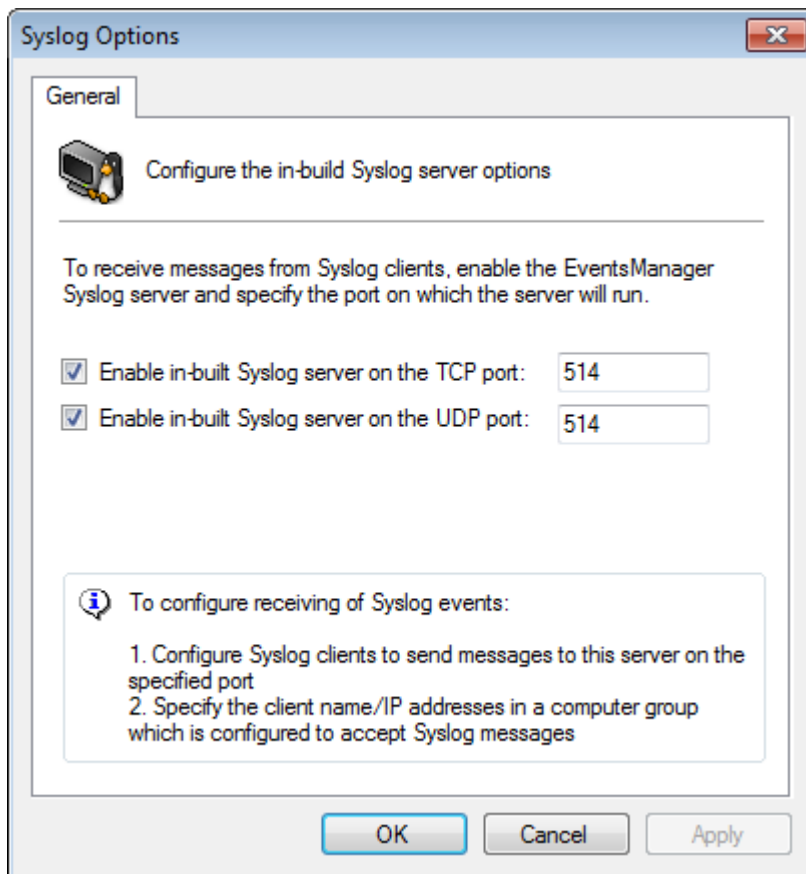 Syslog Options
General
Configure the in-build Syslog server options
To receive messages from Syslog clients, enable the EventsManager
Syslog server and specify the port on which the server will run.
Enable in-built Syslog server on the TCP port: 514
Enable in-built Syslog server on the UDP port: 514
To configure receiving of Syslog events:
1. Configure Syslog clients to send messages to this server on the
specified port
2. Specify the client name/IP addresses in a computer group
which is configured to accept Syslog messages
OK Cancel Apply